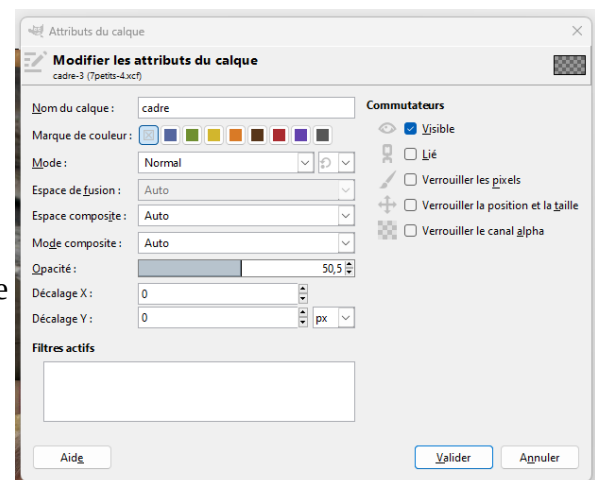 Attributs du calque
Modifier les attributs du calque
cadre-3 (7petits-4.xcf)
Nom du calque : cadre
Marque de couleur :
Mode : Normal
Espace de fusion : Auto
Espace composite : Auto
Mode composite : Auto
Opacité : 50,5
Décalage X : 0
Décalage Y : 0 px
Filtres actifs
Commutateurs
Visible
Lié
Verrouiller les pixels
Verrouiller la position et la taille
Verrouiller le canal alpha
Aide
Valider
Annuler